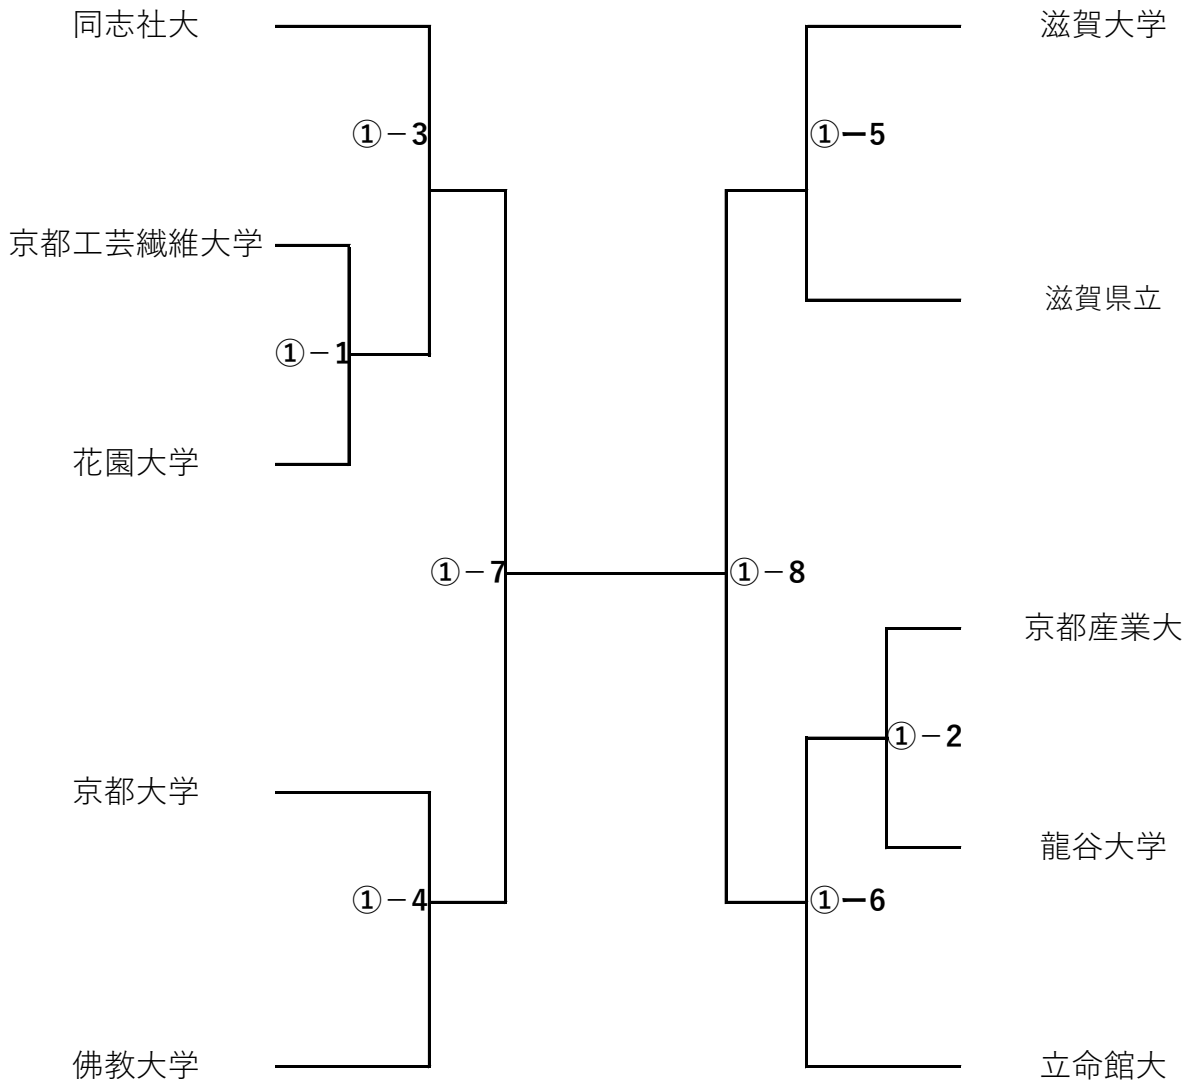 同志社大
滋賀大学
①－3
①ー5
京都工芸繊維大学
滋賀県立
①－1
花園大学
①－7
①－8
京都産業大
①－2
京都大学
龍谷大学
①－4
①ー6
佛教大学
立命館大